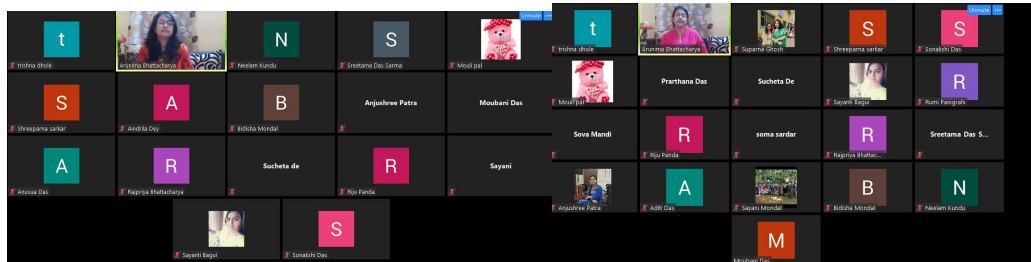 Unmute ...
t N S
trishna dhole Arunima Bhattacharya Neelam Kundu Sreetama Das Sarma Mouli pal
S A B Anjushree Patra Moubani Das
Shreeparna sarkar Aindrila Dey Bidisha Mondal
A R Sucheta de R Sayani
Anusua Das Rajpriya Bhattacharya Riju Panda
S
Sayanti Bagui Sonakshi Das
Unmute ...
t S S
trishna dhole Arunima Bhattacharya Suparna Ghosh Shreeparna sarkar Sonakshi Das
Prarthana Das Sucheta De R
Mouli pal Sayanti Bagui Rumi Panigrahi
Sova Mandi R soma sardar R Sreetama Das S...
Riju Panda Rajpriya Bhattac...
A B N
Anjushree Patra Aditi Das Sayani Mondal Bidisha Mondal Neelam Kundu
M
Moubani Das